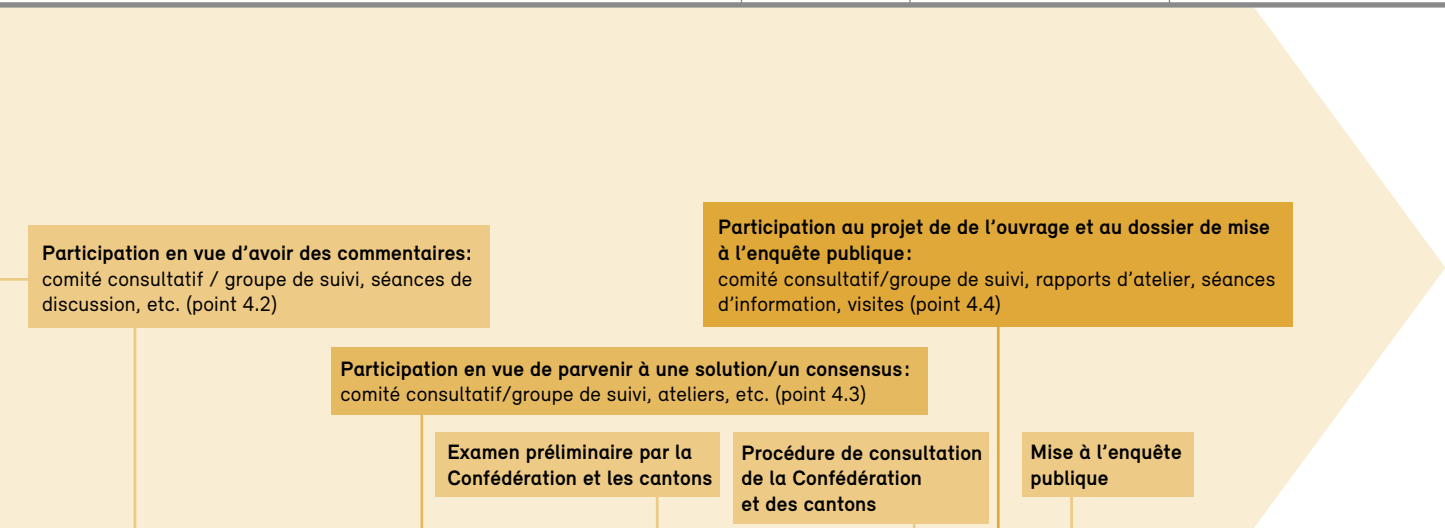 Participation en vue d'avoir des commentaires:
comité consultatif / groupe de suivi, séances de
discussion, etc. (point 4.2)
Participation au projet de de l'ouvrage et au dossier de mise
à l'enquête publique:
comité consultatif/groupe de suivi, rapports d'atelier, séances
d'information, visites (point 4.4)
Participation en vue de parvenir à une solution/un consensus:
comité consultatif/groupe de suivi, ateliers, etc. (point 4.3)
Examen préliminaire par la
Confédération et les cantons
Procédure de consultation
de la Confédération
et des cantons
Mise à l'enquête
publique